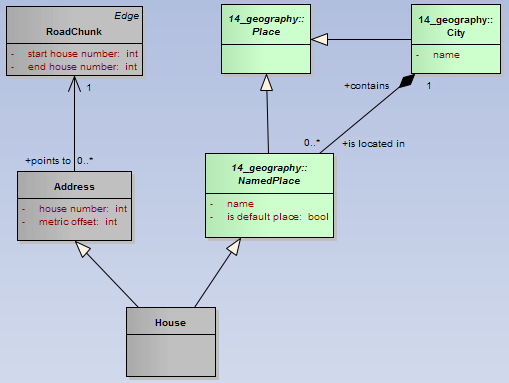 Edge
RoadChunk
- start house number: int
- end house number: int
14_geography::
Place
14_geography::
City
- name
1
+contains
1
+points to 0..*
0..*
+is located in
Address
- house number: int
- metric offset: int
14_geography::
NamedPlace
- name
- is default place: bool
House